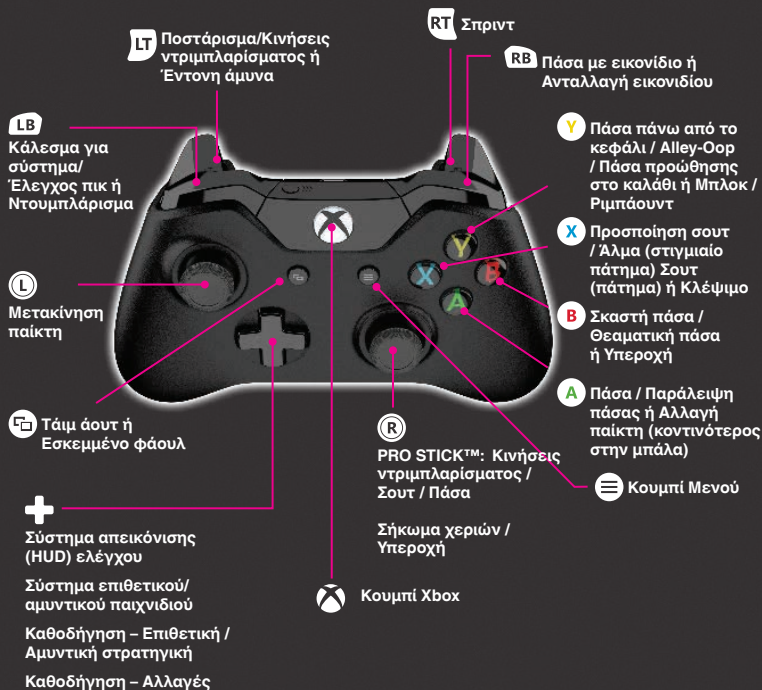 LT Ποστάρισμα/Κινήσεις
ντριμπλαρίσματος ή
Έντονη άμυνα
RT Σπριντ
RB Πάσα με εικονίδιο ή
Ανταλλαγή εικονιδίου
LB
Κάλεσμα για
σύστημα/
Έλεγχος πικ ή
Ντουμπλάρισμα
Y Πάσα πάνω από το
κεφάλι / Alley-Oop
/ Πάσα προώθησης
στο καλάθι ή Μπλοκ /
Ριμπάουντ
X Προσποίηση σουτ
/ Άλμα (στιγμιαίο
πάτημα) Σουτ
(πάτημα) ή Κλέψιμο
L
Μετακίνηση
παίκτη
B Σκαστή πάσα /
Θεαματική πάσα
ή Υπεροχή
A Πάσα / Παράλειψη
πάσας ή Αλλαγή
παίκτη (κοντινότερος
στην μπάλα)
Τάιμ άουτ ή
Εσκεμμένο φάουλ
R
PRO STICK™: Κινήσεις
ντριμπλαρίσματος /
Σουτ / Πάσα
Σήκωμα χεριών /
Υπεροχή
Κουμπί Μενού
Σύστημα απεικόνισης
(HUD) ελέγχου
Σύστημα επιθετικού/
αμυντικού παιχνιδιού
Καθοδήγηση – Επιθετική /
Αμυντική στρατηγική
Καθοδήγηση – Αλλαγές
Κουμπί Xbox
Y
X
B
A